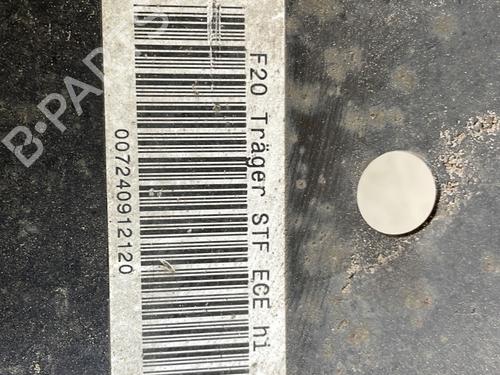 F20 Träger STF ECE hi
007240912120
B-PARTS